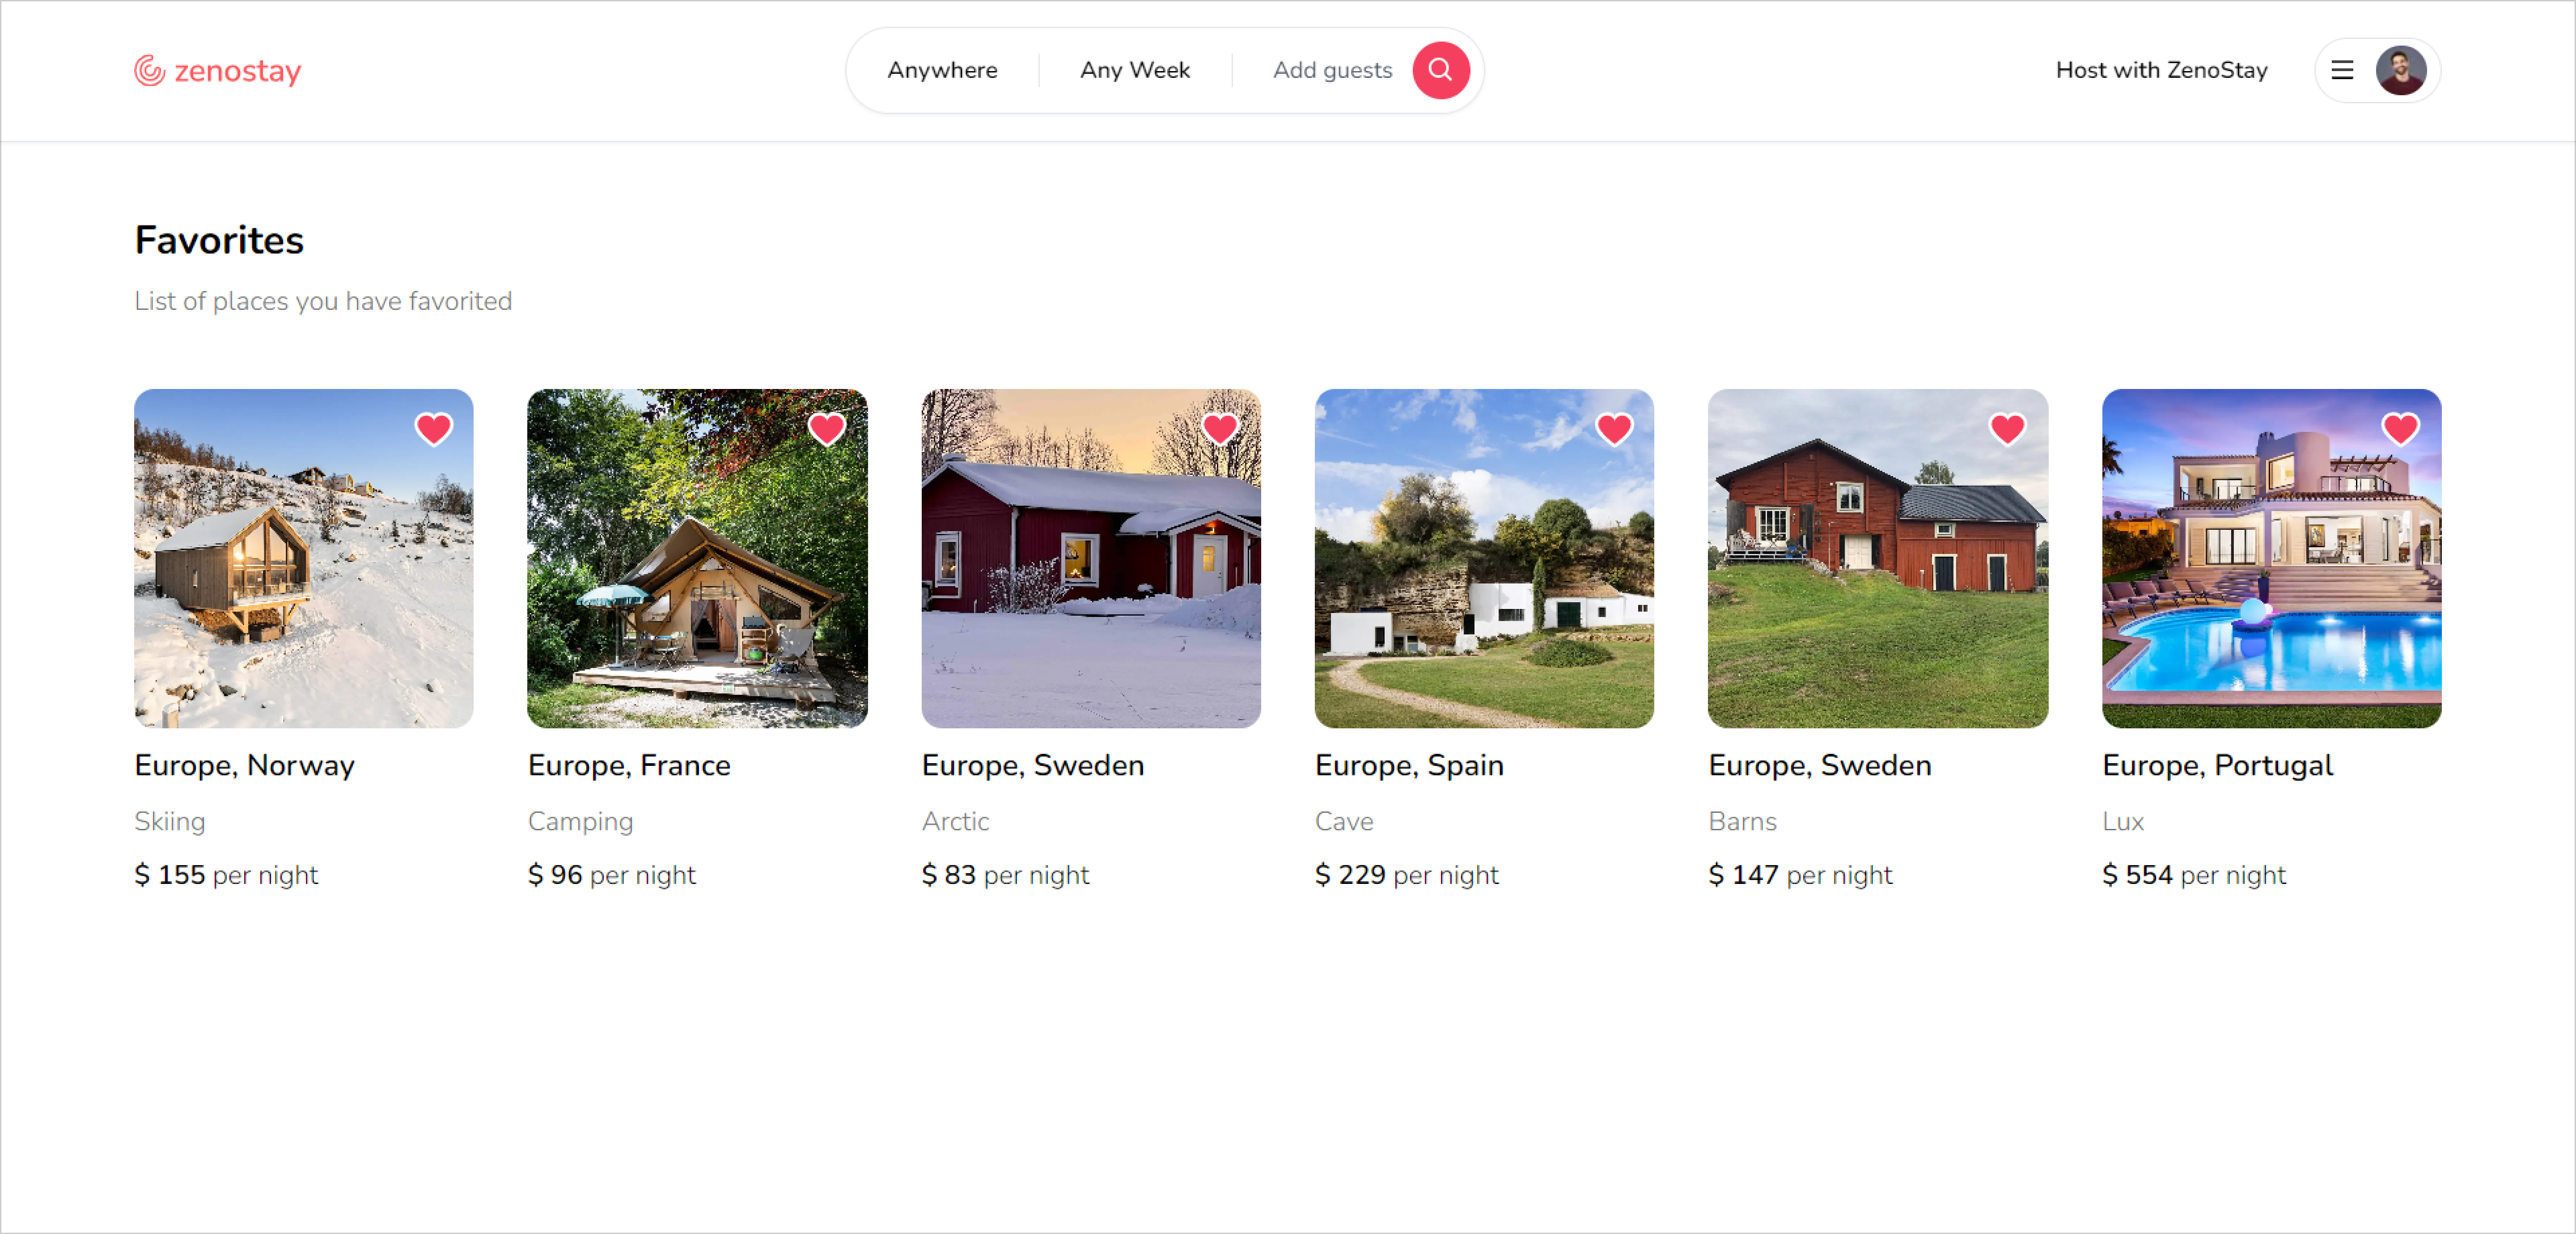 zenostay
Anywhere
Any Week
Add guests
Host with ZenoStay
Favorites
List of places you have favorited
Europe, Norway
Skiing
$ 155 per night
Europe, France
Camping
$ 96 per night
Europe, Sweden
Arctic
$ 83 per night
Europe, Spain
Cave
$ 229 per night
Europe, Sweden
Barns
$ 147 per night
Europe, Portugal
Lux
$ 554 per night